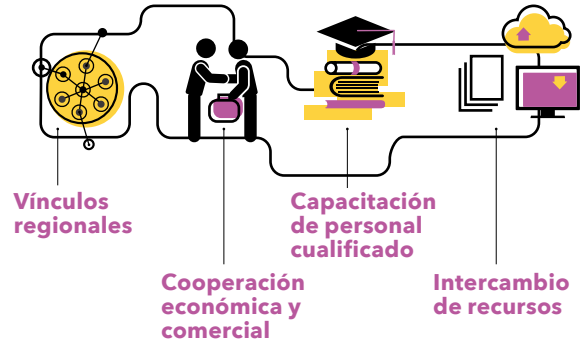 Vínculos
regionales
Cooperación
económica y
comercial
Capacitación
de personal
cualificado
Intercambio
de recursos